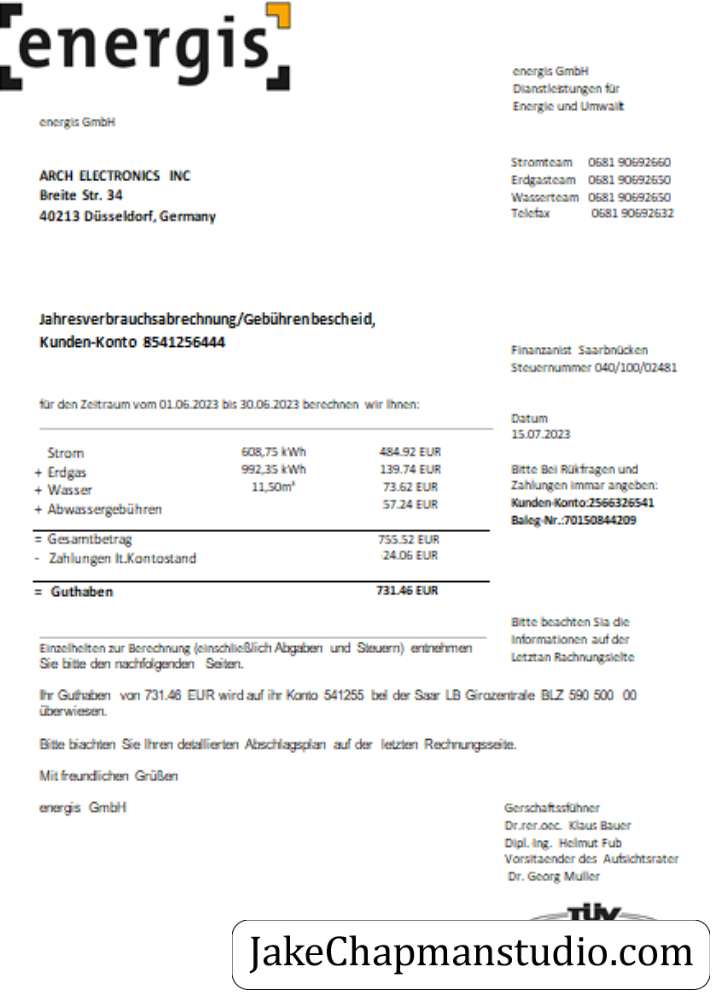 energis
energis GmbH
Dianstleistungen für
Energie und Umwalt
energis GmbH
ARCH ELECTRONICS INC
Breite Str. 34
40213 Düsseldorf, Germany
Stromteam 0681 90692660
Erdgasteam 0681 90692650
Wasserteam 0681 90692650
Telefax 0681 90692632
Jahresverbrauchsabrechnung/Gebührenbescheid,
Kunden-Konto 8541256444
Finanzanist Saarbnücken
Steuernummer 040/100/02481
für den Zeitraum vom 01.06.2023 bis 30.06.2023 berechnen wir Ihnen:
Datum
15.07.2023
Strom 608,75 kWh 484.92 EUR
+ Erdgas 992,35 kWh 139.74 EUR
+ Wasser 11,50m³ 73.62 EUR
+ Abwassergebühren 57.24 EUR
Bitte Bei Rükfragen und
Zahlungen immar angeben:
Kunden-Konto:2566326541
Baleg-Nr.:70150844209
= Gesamtbetrag 755.52 EUR
- Zahlungen lt.Kontostand -24.06 EUR
= Guthaben 731.46 EUR
Bitte beachten Sia die
Informationen auf der
Letztan Rachnungsielte
Einzelhelten zur Berechnung (einschließlich Abgaben und Steuern) entnehmen
Sie bitte den nachfolgenden Seiten.
Ihr Guthaben von 731.46 EUR wird auf ihr Konto 541255 bei der Saar LB Girozentrale BLZ 590 500 00
überwiesen.
Bitte biachten Sie Ihren detallierten Abschlagsplan auf der letzten Rechnungsseite.
Mit freundlichen Grüßen
energis GmbH
Gerschaftssfühner
Dr.rer.oec. Klaus Bauer
Dipl. Ing. Helmut Fub
Vorsitaender des Aufsichtsrater
Dr. Georg Muller
TÜV
JakeChapmanstudio.com